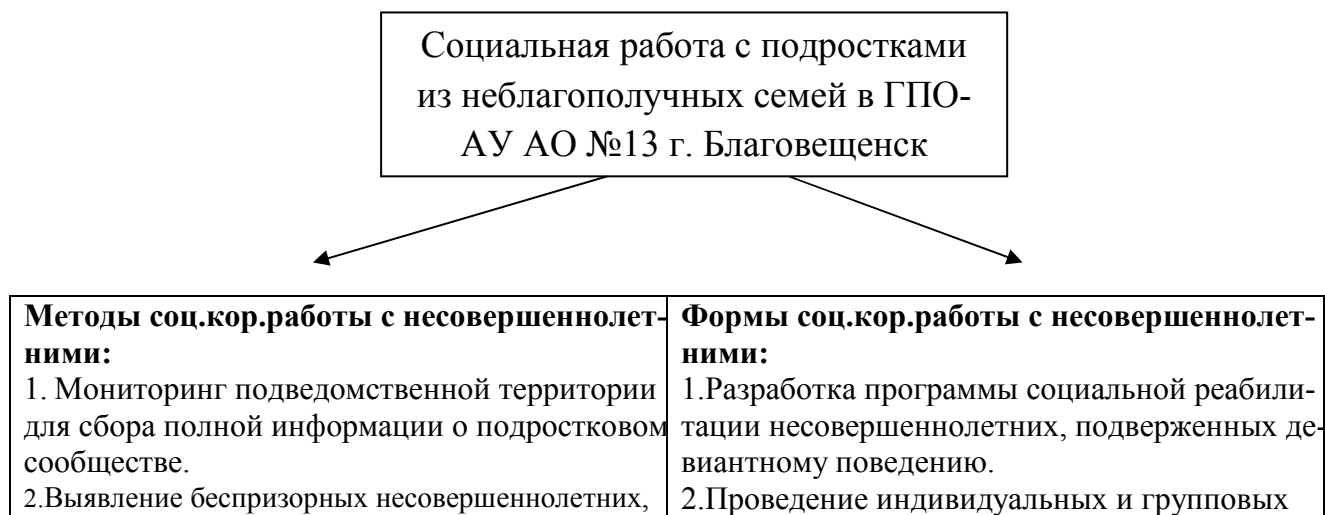 Социальная работа с подростками
из неблагополучных семей в ГПО-
АУ АО №13 г. Благовещенск
Методы соц.кор.работы с несовершеннолет-
ними:
1. Мониторинг подведомственной территории
для сбора полной информации о подростковом
сообществе.
2.Выявление беспризорных несовершеннолетних,
Формы соц.кор.работы с несовершеннолет-
ними:
1.Разработка программы социальной реабили-
тации несовершеннолетних, подверженных де-
виантному поведению.
2.Проведение индивидуальных и групповых